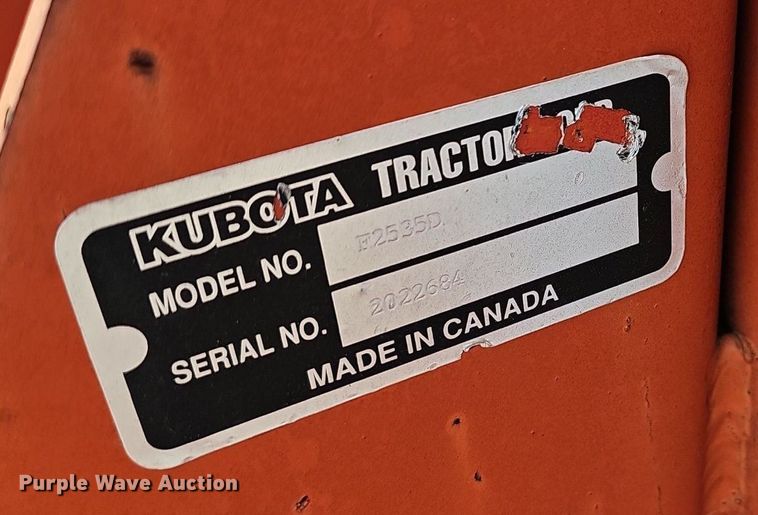 KUBOTA TRACTOR
MODEL NO. F2535D
SERIAL NO. 2022684
MADE IN CANADA
Purple Wave Auction